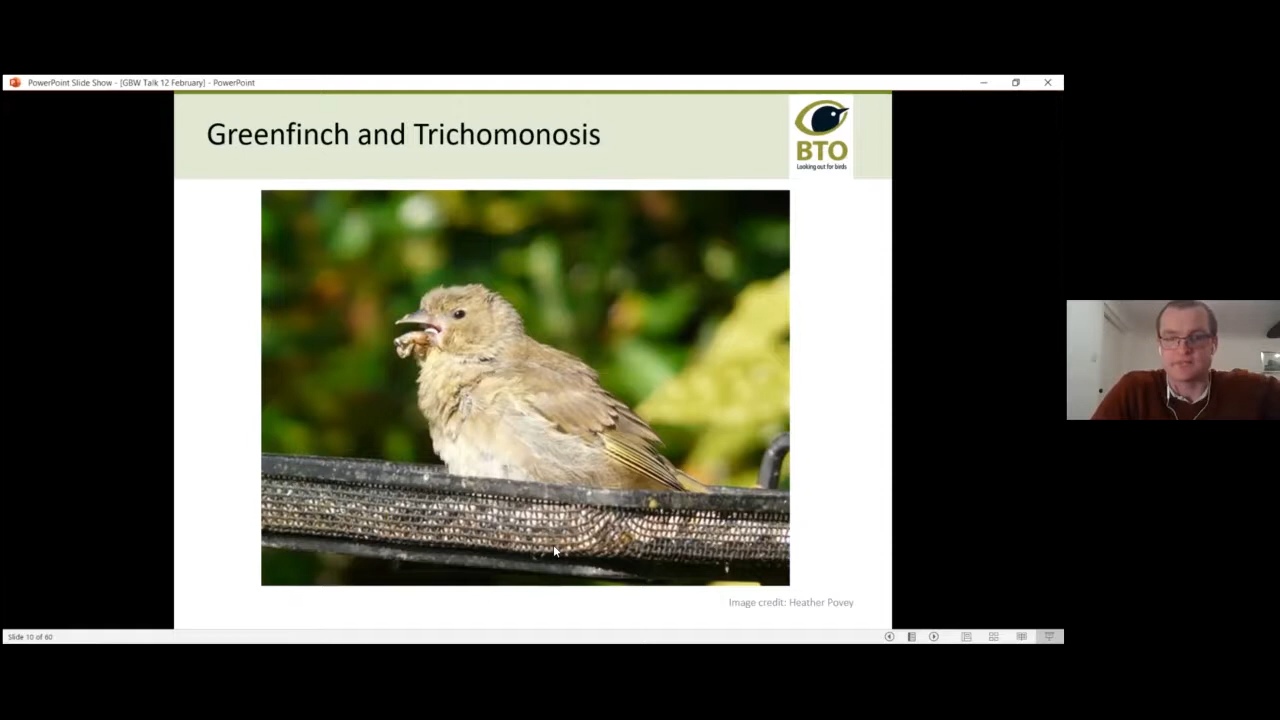 PowerPoint Slide Show - [GBW Talk 12 February] - PowerPoint
Greenfinch and Trichomonosis
BTO
Looking out for birds
Image credit: Heather Povey
Slide 10 of 60